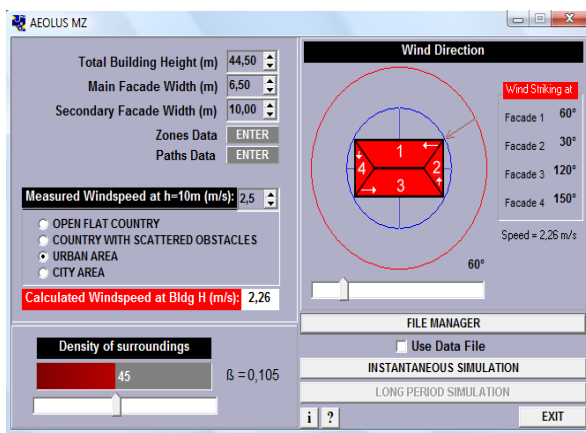 AEOLUS MZ
Total Building Height (m) 44,50
Main Facade Width (m) 6,50
Secondary Facade Width (m) 10,00
Zones Data ENTER
Paths Data ENTER
Measured Windspeed at h=10m (m/s): 2,5
OPEN FLAT COUNTRY
COUNTRY WITH SCATTERED OBSTACLES
URBAN AREA
CITY AREA
Calculated Windspeed at Bldg H (m/s): 2,26
Density of surroundings
45
ß = 0,105
Wind Direction
1
2
3
4
60°
Wind Striking at
Facade 1 60°
Facade 2 30°
Facade 3 120°
Facade 4 150°
Speed = 2,26 m/s
FILE MANAGER
Use Data File
INSTANTANEOUS SIMULATION
LONG PERIOD SIMULATION
i ? EXIT